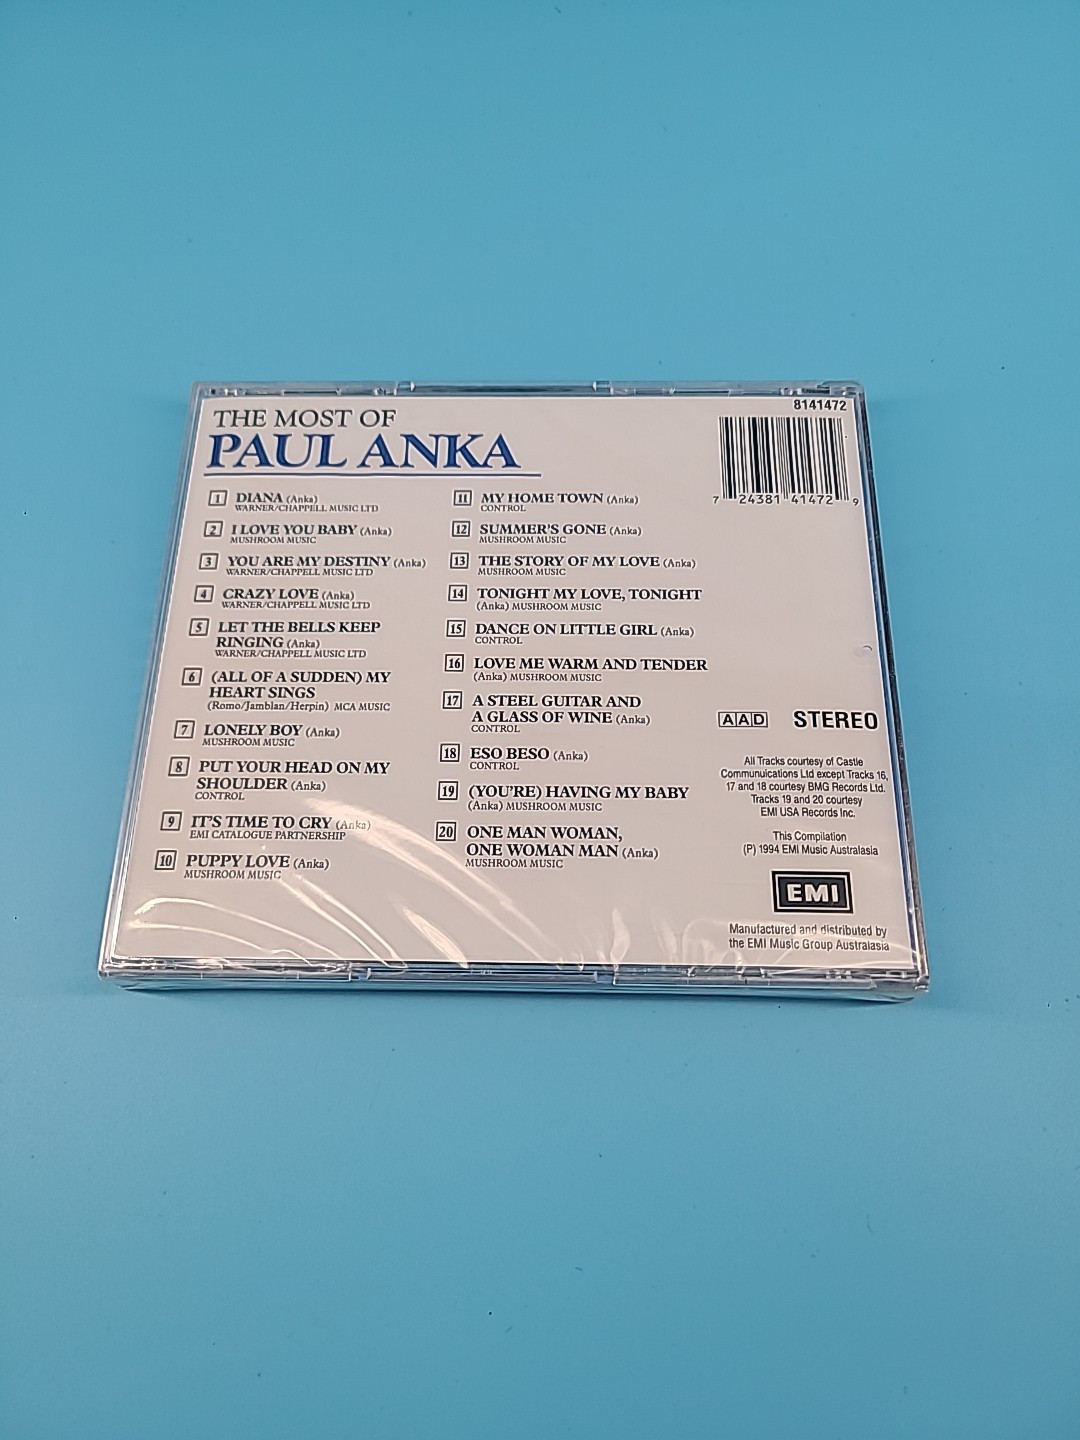 THE MOST OF
PAUL ANKA
1 DIANA (Anka)
WARNER/CHAPPELL MUSIC LTD
2 I LOVE YOU BABY (Anka)
MUSHROOM MUSIC
3 YOU ARE MY DESTINY (Anka)
WARNER/CHAPPELL MUSIC LTD
4 CRAZY LOVE (Anka)
WARNER/CHAPPELL MUSIC LTD
5 LET THE BELLS KEEP
RINGING (Anka)
WARNER/CHAPPELL MUSIC LTD
6 (ALL OF A SUDDEN) MY
HEART SINGS
(Romo/Jamblan/Herpin) MCA MUSIC
7 LONELY BOY (Anka)
MUSHROOM MUSIC
8 PUT YOUR HEAD ON MY
SHOULDER (Anka)
CONTROL
9 IT'S TIME TO CRY (Anka)
EMI CATALOGUE PARTNERSHIP
10 PUPPY LOVE (Anka)
MUSHROOM MUSIC
11 MY HOME TOWN (Anka)
CONTROL
12 SUMMER'S GONE (Anka)
MUSHROOM MUSIC
13 THE STORY OF MY LOVE (Anka)
MUSHROOM MUSIC
14 TONIGHT MY LOVE, TONIGHT
(Anka) MUSHROOM MUSIC
15 DANCE ON LITTLE GIRL (Anka)
CONTROL
16 LOVE ME WARM AND TENDER
(Anka) MUSHROOM MUSIC
17 A STEEL GUITAR AND
A GLASS OF WINE (Anka)
CONTROL
18 ESO BESO (Anka)
CONTROL
19 (YOU'RE) HAVING MY BABY
(Anka) MUSHROOM MUSIC
20 ONE MAN WOMAN,
ONE WOMAN MAN (Anka)
MUSHROOM MUSIC
8141472
7 24381 41472 9
AAD STEREO
All Tracks courtesy of Castle
Commnuications Ltd except Tracks 16,
17 and 18 courtesy BMG Records Ltd.
Tracks 19 and 20 courtesy
EMI USA Records Inc.
This Compilation
(P) 1994 EMI Music Australasia
EMI
Manufactured and distributed by
the EMI Music Group Australasia